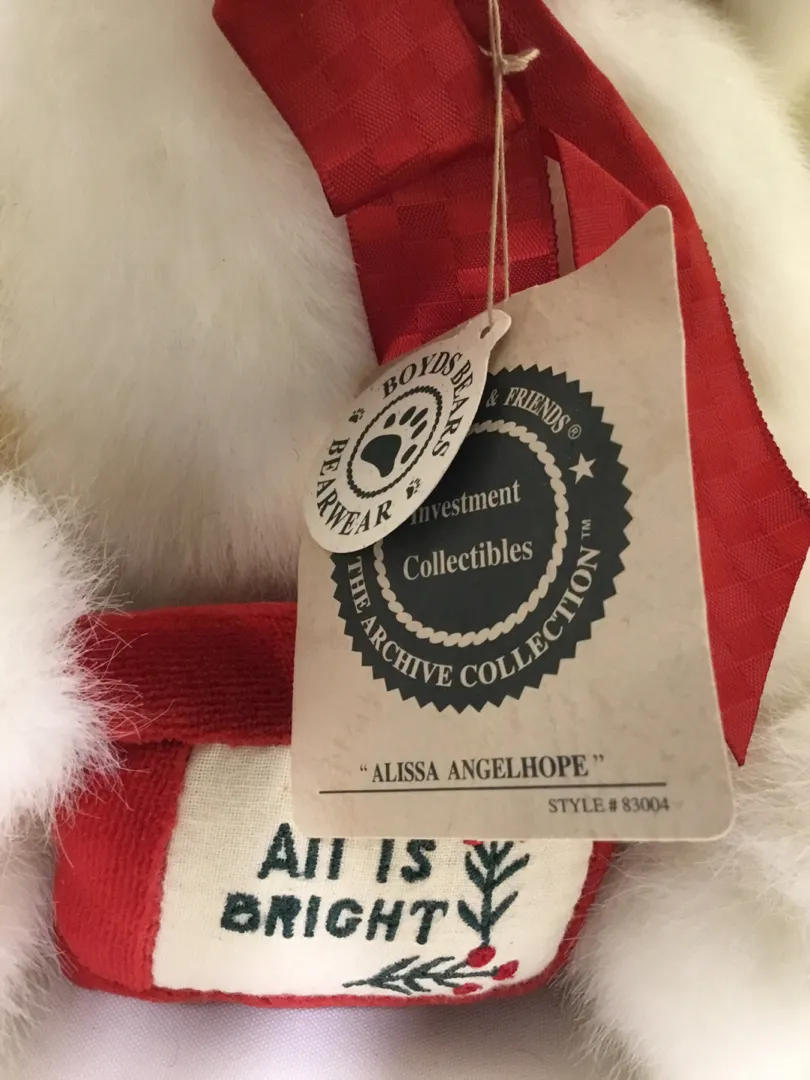 BOYDS BEARS
BEARWEAR
& FRIENDS®
Investment
Collectibles
THE ARCHIVE COLLECTION™
"ALISSA ANGELHOPE"
STYLE # 83004
All IS
BRIGHT